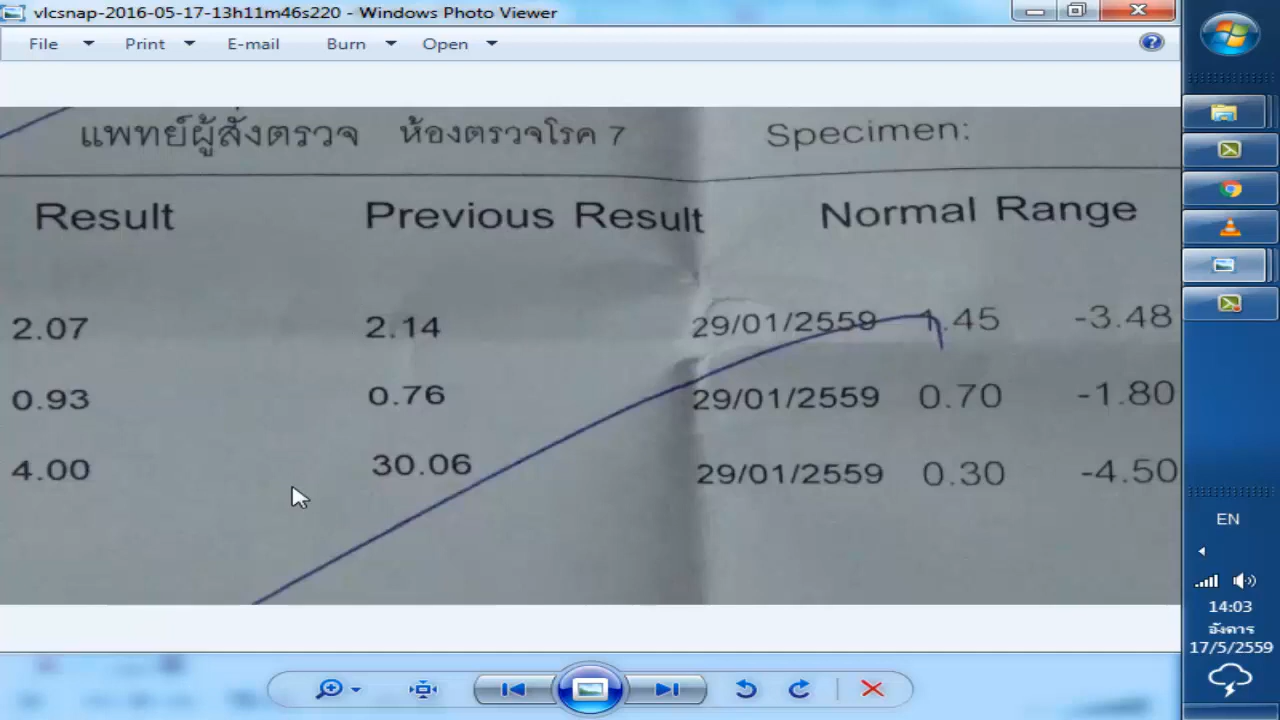 vlcsnap-2016-05-17-13h11m46s220 - Windows Photo Viewer
File Print E-mail Burn Open
แพทย์ผู้สั่งตรวจ ห้องตรวจโรค 7 Specimen:
Result Previous Result Normal Range
2.07 2.14 29/01/2559 1.45 -3.48
0.93 0.76 29/01/2559 0.70 -1.80
4.00 30.06 29/01/2559 0.30 -4.50
EN
14:03
อังคาร
17/5/2559